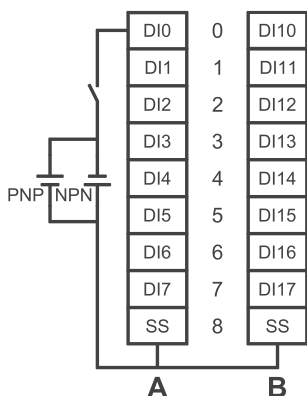 DI0 0 DI10
DI1 1 DI11
DI2 2 DI12
DI3 3 DI13
PNP NPN DI4 4 DI14
DI5 5 DI15
DI6 6 DI16
DI7 7 DI17
SS 8 SS
A B